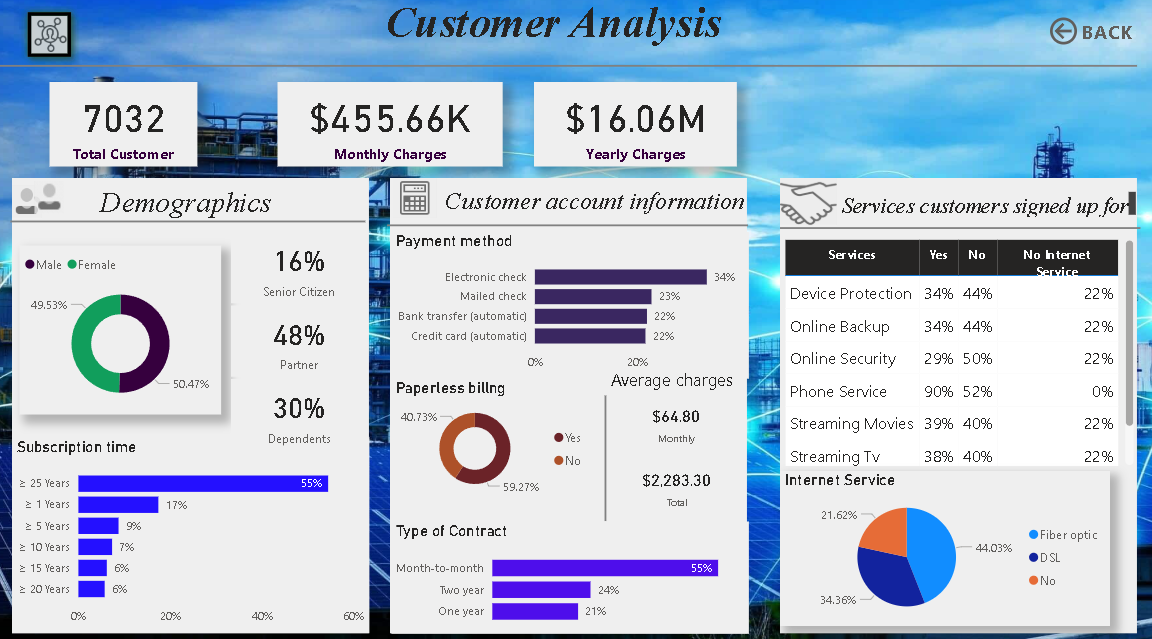 Customer Analysis
BACK
7032
Total Customer
$455.66K
Monthly Charges
$16.06M
Yearly Charges
Demographics
Male Female
49.53%
50.47%
16%
Senior Citizen
48%
Partner
30%
Dependents
Subscription time
≥ 25 Years 55%
≥ 1 Years 17%
≥ 5 Years 9%
≥ 10 Years 7%
≥ 15 Years 6%
≥ 20 Years 6%
0% 20% 40% 60%
Customer account information
Payment method
Electronic check 34%
Mailed check 23%
Bank transfer (automatic) 22%
Credit card (automatic) 22%
0% 20%
Paperless billng
40.73%
59.27%
Yes
No
Average charges
$64.80
Monthly
$2,283.30
Total
Type of Contract
Month-to-month 55%
Two year 24%
One year 21%
Services customers signed up for
Services Yes No No Internet
Service
Device Protection 34% 44% 22%
Online Backup 34% 44% 22%
Online Security 29% 50% 22%
Phone Service 90% 52% 0%
Streaming Movies 39% 40% 22%
Streaming Tv 38% 40% 22%
Internet Service
21.62%
44.03%
34.36%
Fiber optic
DSL
No